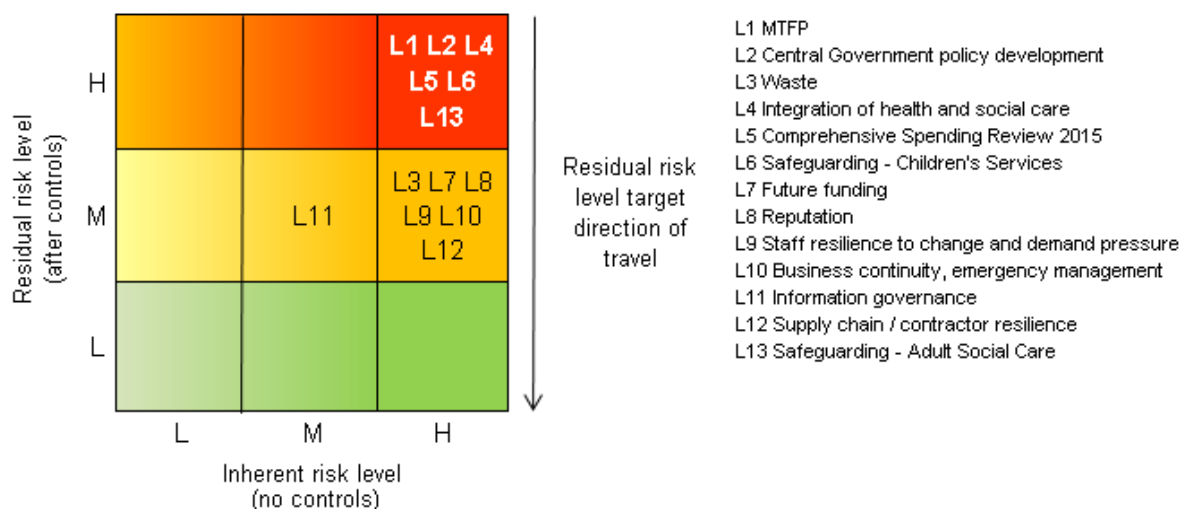 Residual risk level
(after controls)
H
L1 L2 L4
L5 L6
L13
M
L11
L3 L7 L8
L9 L10
L12
L
L
M
H
Inherent risk level
(no controls)
Residual risk
level target
direction of
travel
L1 MTFP
L2 Central Government policy development
L3 Waste
L4 Integration of health and social care
L5 Comprehensive Spending Review 2015
L6 Safeguarding - Children's Services
L7 Future funding
L8 Reputation
L9 Staff resilience to change and demand pressure
L10 Business continuity, emergency management
L11 Information governance
L12 Supply chain / contractor resilience
L13 Safeguarding - Adult Social Care